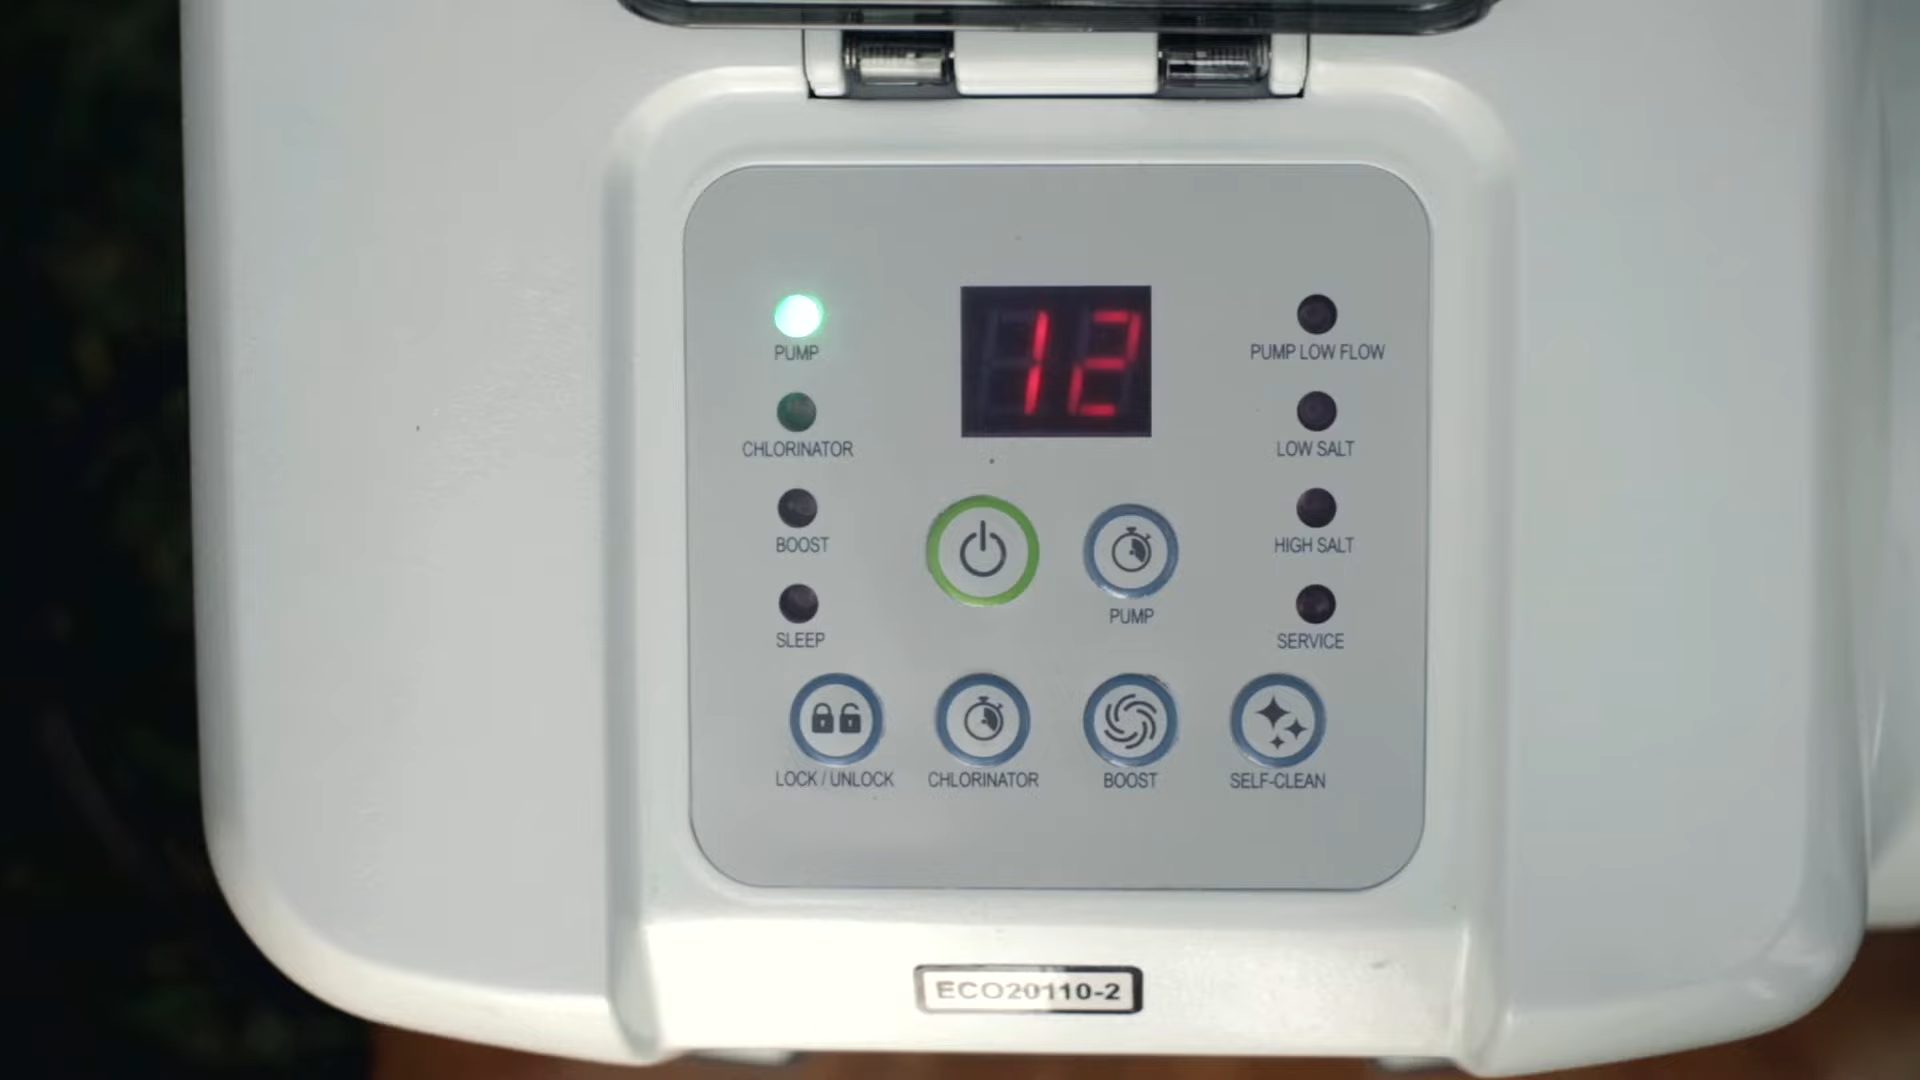 12
PUMP
CHLORINATOR
BOOST
SLEEP
PUMP LOW FLOW
LOW SALT
HIGH SALT
SERVICE
PUMP
LOCK / UNLOCK
CHLORINATOR
BOOST
SELF-CLEAN
ECO20110-2